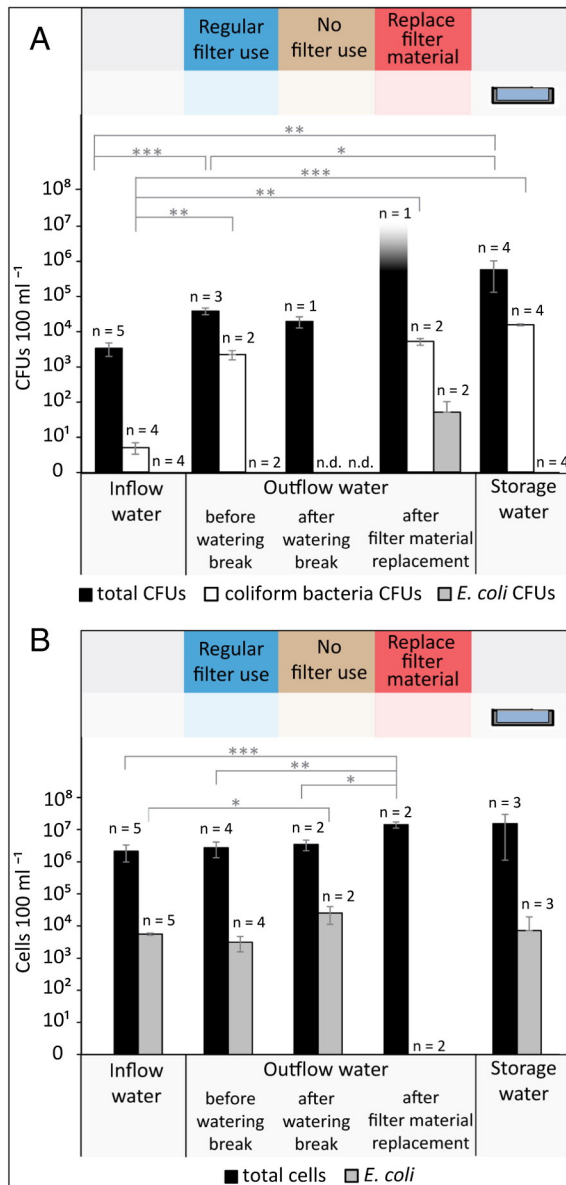 A
Regular
filter use
No
filter use
Replace
filter
material
**
***
*
***
**
**
CFUs 100 ml ⁻¹
10⁸
10⁷
10⁶
10⁵
10⁴
10³
10²
10¹
0
n = 5
n = 4
n = 4
n = 3
n = 2
n = 2
n = 1
n.d.
n.d.
n = 1
n = 2
n = 2
n = 4
n = 4
n = 4
Inflow
water
Outflow water
before
watering
break
after
watering
break
after
filter material
replacement
Storage
water
total CFUs
coliform bacteria CFUs
E. coli CFUs
B
Regular
filter use
No
filter use
Replace
filter
material
***
**
*
*
Cells 100 ml ⁻¹
10⁸
10⁷
10⁶
10⁵
10⁴
10³
10²
10¹
0
n = 5
n = 5
n = 4
n = 4
n = 2
n = 2
n = 2
n = 2
n = 3
n = 3
Inflow
water
Outflow water
before
watering
break
after
watering
break
after
filter material
replacement
Storage
water
total cells
E. coli